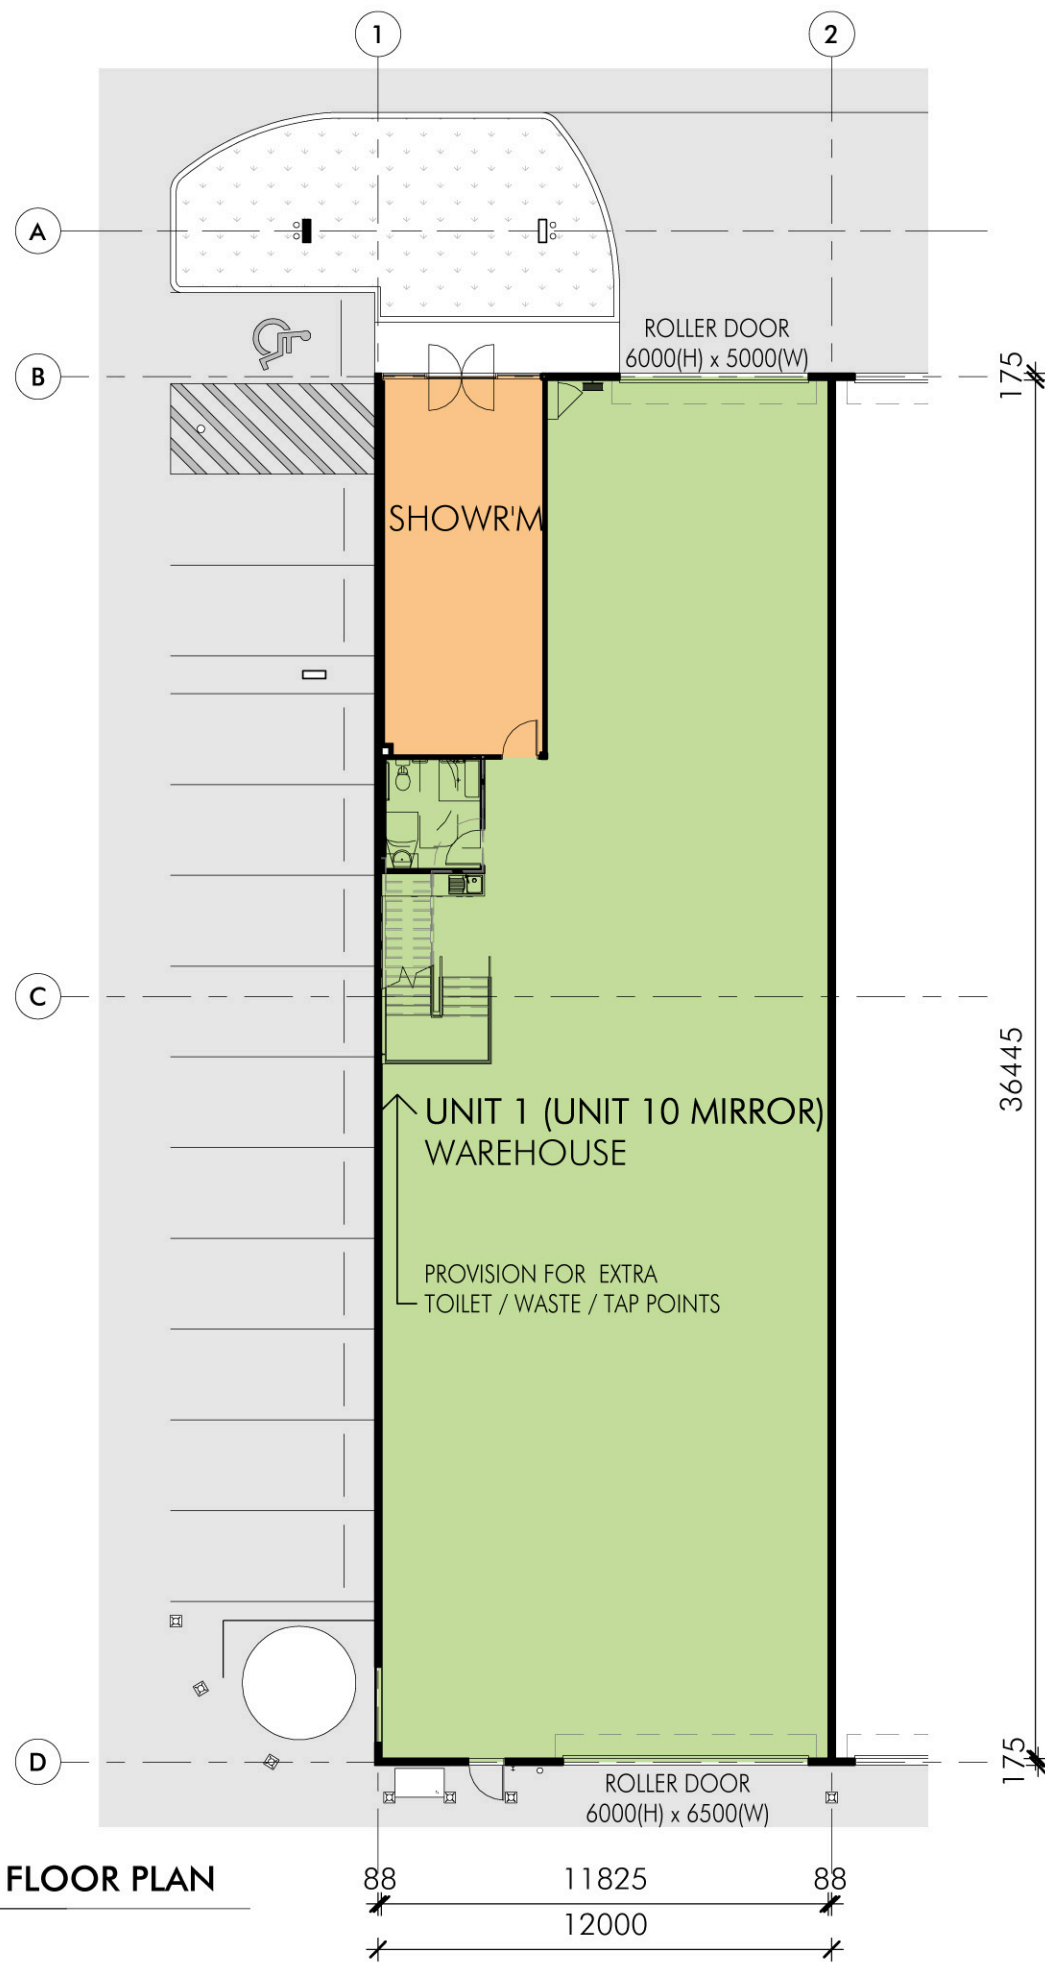 1
2
A
ROLLER DOOR
6000(H) x 5000(W)
B
175
SHOWR'M
C
36445
UNIT 1 (UNIT 10 MIRROR)
WAREHOUSE
PROVISION FOR EXTRA
TOILET / WASTE / TAP POINTS
D
175
ROLLER DOOR
6000(H) x 6500(W)
FLOOR PLAN
88
11825
88
12000